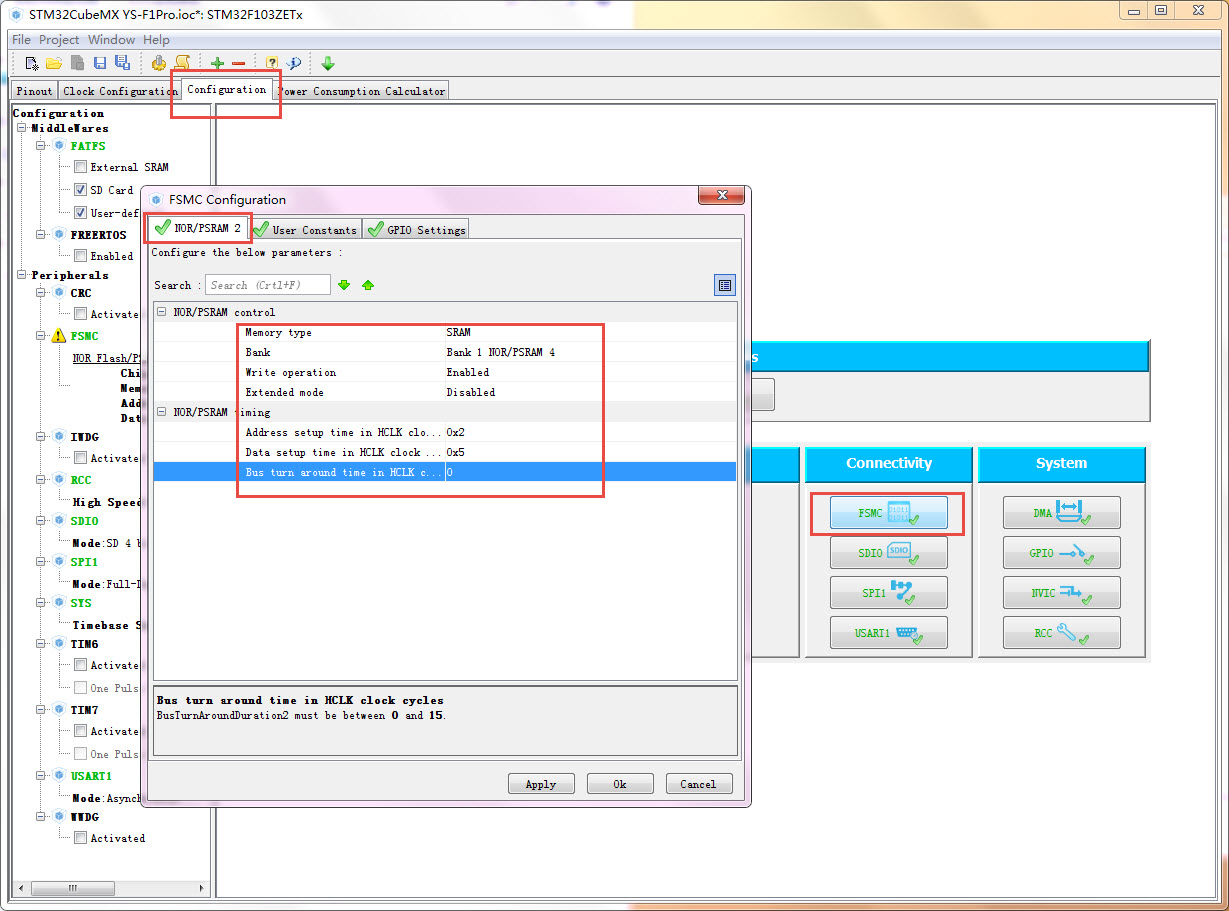 STM32CubeMX YS-F1Pro.ioc*: STM32F103ZETx
File Project Window Help
Pinout
Clock Configuration
Configuration
Power Consumption Calculator
Configuration
MiddleWares
FATFS
External SRAM
SD Card
User-def
FREERTOS
Enabled
Peripherals
CRC
Activate
FSMC
NOR Flash/PS
Chi
Mem
Add
Dat
IWDG
Activate
RCC
High Speed
SDIO
Mode:SD 4 b
SPI1
Mode:Full-D
SYS
Timebase S
TIM6
Activate
One Puls
TIM7
Activate
One Puls
USART1
Mode:Asynch
WWDG
Activated
FSMC Configuration
NOR/PSRAM 2
User Constants
GPIO Settings
Configure the below parameters :
Search : Search (Crtl+F)
NOR/PSRAM control
Memory type SRAM
Bank Bank 1 NOR/PSRAM 4
Write operation Enabled
Extended mode Disabled
NOR/PSRAM timing
Address setup time in HCLK clo... 0x2
Data setup time in HCLK clock ... 0x5
Bus turn around time in HCLK c... 0
Bus turn around time in HCLK clock cycles
BusTurnAroundDuration2 must be between 0 and 15.
Apply
Ok
Cancel
s
Connectivity
FSMC
SDIO
SDIO
SPI1
USART1
System
DMA
GPIO
NVIC
RCC